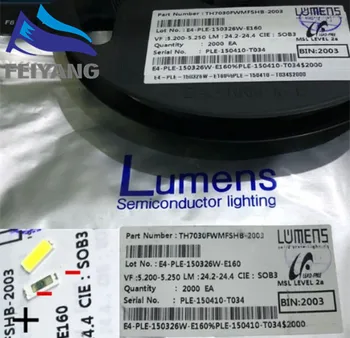 FEIYANG
Part Number: TH7030FWMFSHB-2003
Lot No.: E4-PLE-150326W-E160
VF :5.200-5.250 LM : 24.2-24.4 CIE : SOB3
Quantity : 2000 EA
Serial No. : PLE-150410-T034
E4-PLE-150326W-E160%PLE-150410-T034$2000
LUMENS
LEAD-FREE
MSL LEVEL 2a
BIN:2003
Lumens
Semiconductor lighting
SHB-2003
E160
4.4 CIE : SOB3
+
Part Number: TH7030FWMFSHB-2003
Lot No. : E4-PLE-150326W-E160
VF :5.200-5.250 LM : 24.2-24.4 CIE : SOB3
Quantity : 2000 EA
Serial No. : PLE-150410-T034
E4-PLE-150326W-E160%PLE-150410-T034$2000
LUMENS
LEAD-FREE
MSL LEVEL 2a
BIN:2003